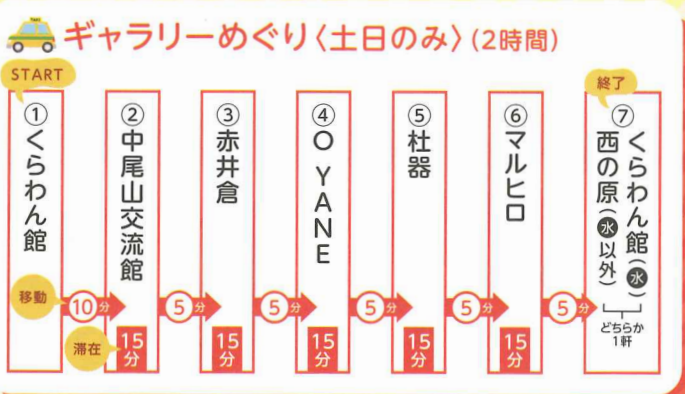 TAXI
ギャラリーめぐり〈土日のみ〉(2時間)
START
①くらわん館
②中尾山交流館
③赤井倉
④O YANE
⑤杜器
⑥マルヒロ
終了
⑦くらわん館(水)
西の原(水以外)
どちらか
1軒
移動
10分
5分
5分
5分
5分
5分
滞在
15分
15分
15分
15分
15分